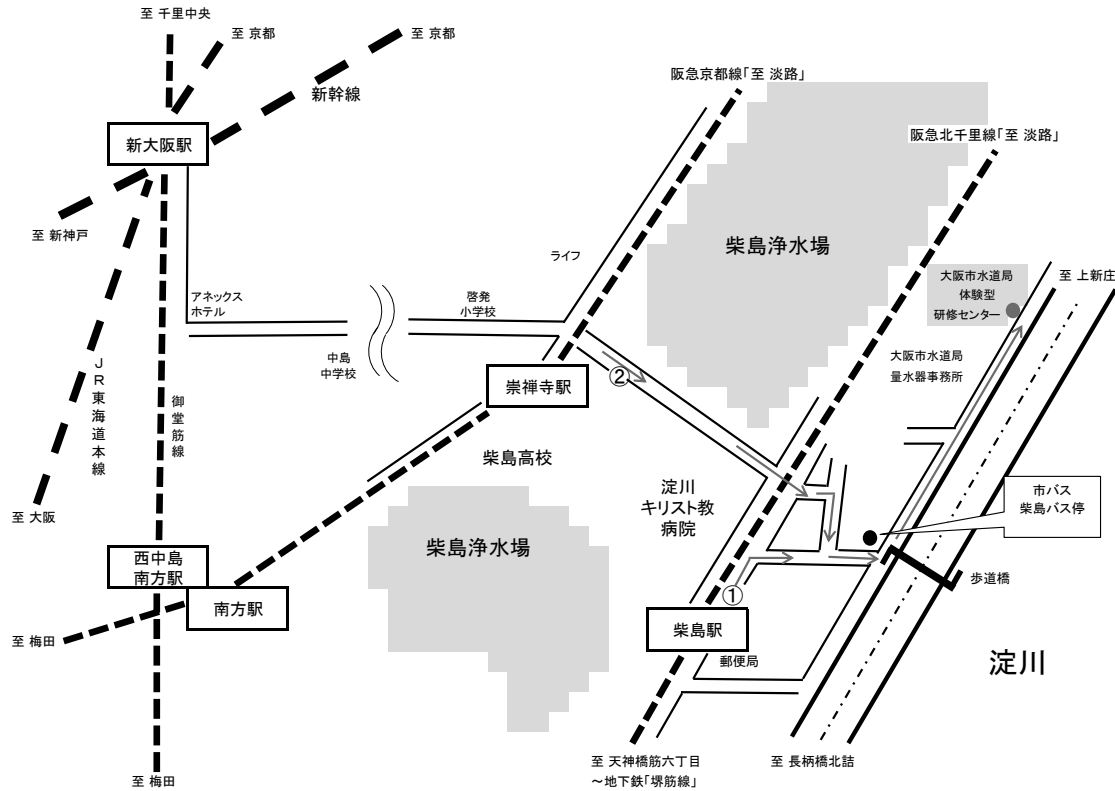 至 千里中央
至 京都
至 京都
新幹線
阪急京都線「至 淡路」
阪急北千里線「至 淡路」
新大阪駅
至 新神戸
ライフ
柴島浄水場
大阪市水道局
体験型
研修センター
至 上新庄
アネックス
ホテル
啓発
小学校
中島
中学校
大阪市水道局
量水器事務所
JR東海道本線
御堂筋線
崇禅寺駅
②
柴島高校
淀川
キリスト教
病院
市バス
柴島バス停
至 大阪
柴島浄水場
西中島
南方駅
南方駅
歩道橋
①
柴島駅
至 梅田
郵便局
淀川
至 梅田
至 天神橋筋六丁目
～地下鉄「堺筋線」
至 長柄橋北詰